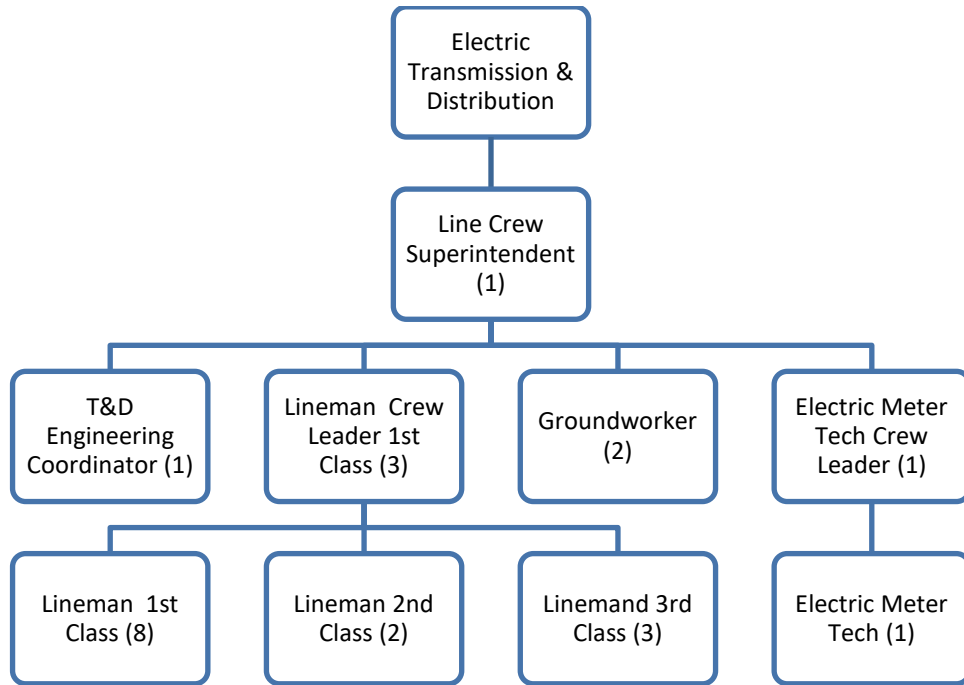 Electric
Transmission &
Distribution
Line Crew
Superintendent
(1)
T&D
Engineering
Coordinator (1)
Lineman Crew
Leader 1st
Class (3)
Groundworker
(2)
Electric Meter
Tech Crew
Leader (1)
Lineman 1st
Class (8)
Lineman 2nd
Class (2)
Linemand 3rd
Class (3)
Electric Meter
Tech (1)